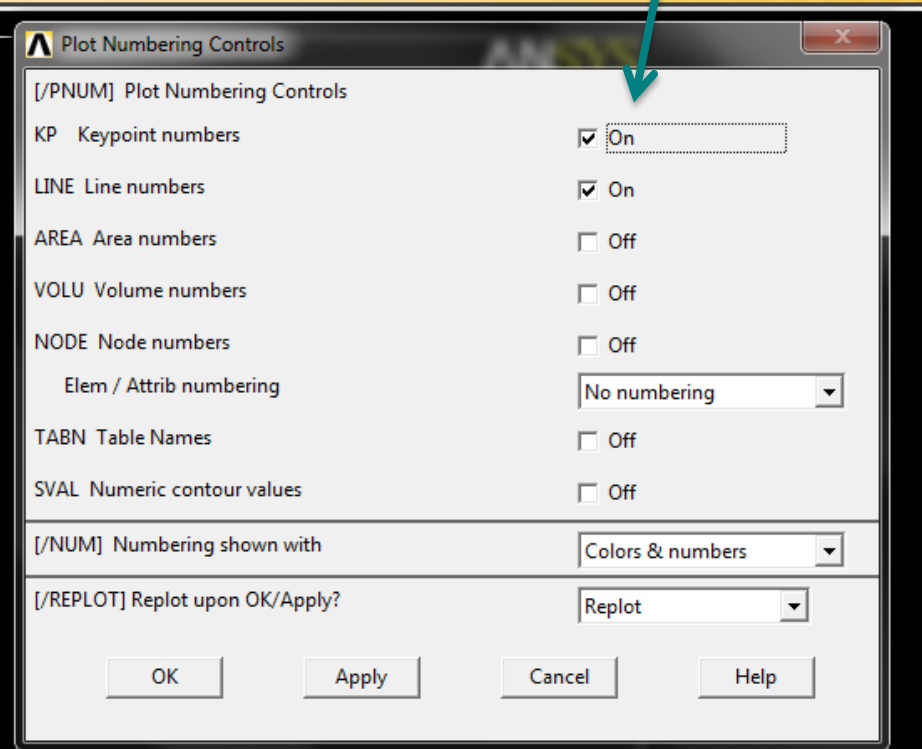 Plot Numbering Controls
ANSYS
[/PNUM] Plot Numbering Controls
KP Keypoint numbers On
LINE Line numbers On
AREA Area numbers Off
VOLU Volume numbers Off
NODE Node numbers Off
Elem / Attrib numbering No numbering
TABN Table Names Off
SVAL Numeric contour values Off
[/NUM] Numbering shown with Colors & numbers
[/REPLOT] Replot upon OK/Apply? Replot
OK Apply Cancel Help